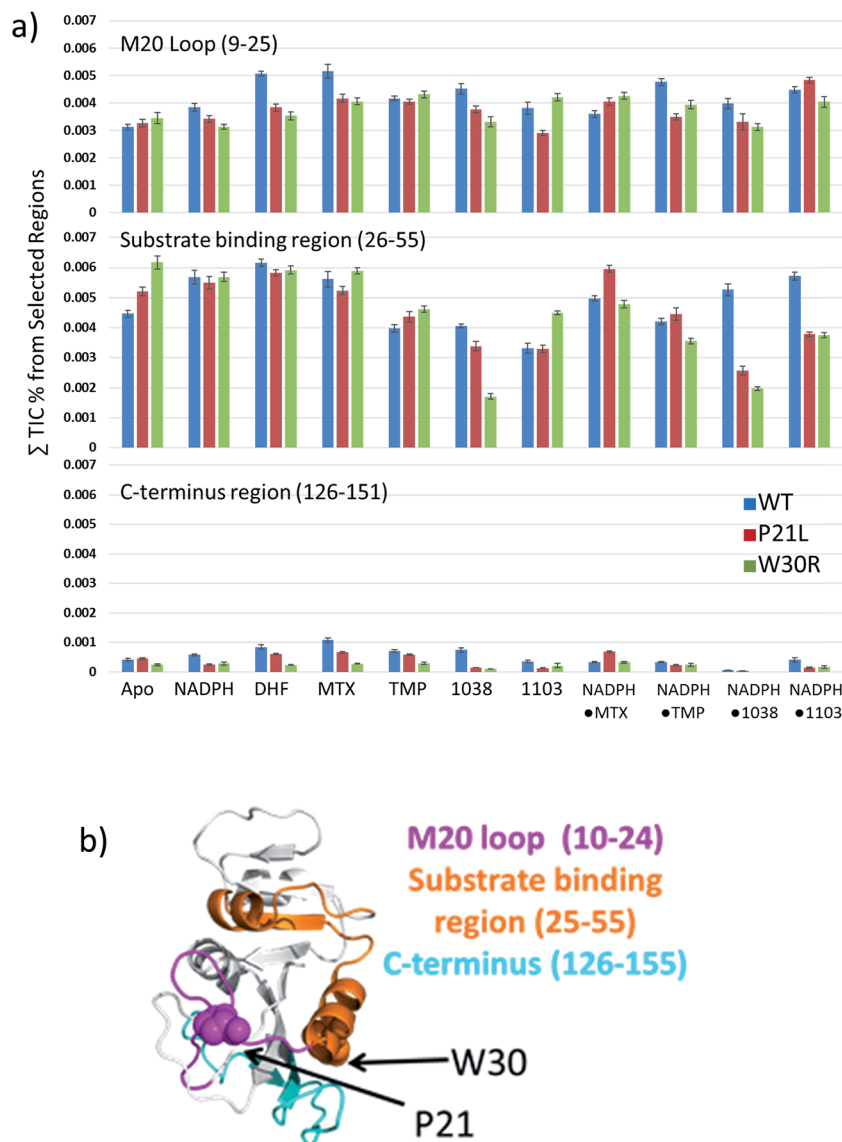 a)
∑ TIC % from Selected Regions
0.007
0.006
0.005
0.004
0.003
0.002
0.001
0
M20 Loop (9-25)
0.007
0.006
0.005
0.004
0.003
0.002
0.001
0
Substrate binding region (26-55)
0.007
0.006
0.005
0.004
0.003
0.002
0.001
0
C-terminus region (126-151)
WT
P21L
W30R
Apo NADPH DHF MTX TMP 1038 1103 NADPH NADPH NADPH NADPH
●MTX ●TMP ●1038 ●1103
b)
M20 loop (10-24)
Substrate binding
region (25-55)
C-terminus (126-155)
W30
P21